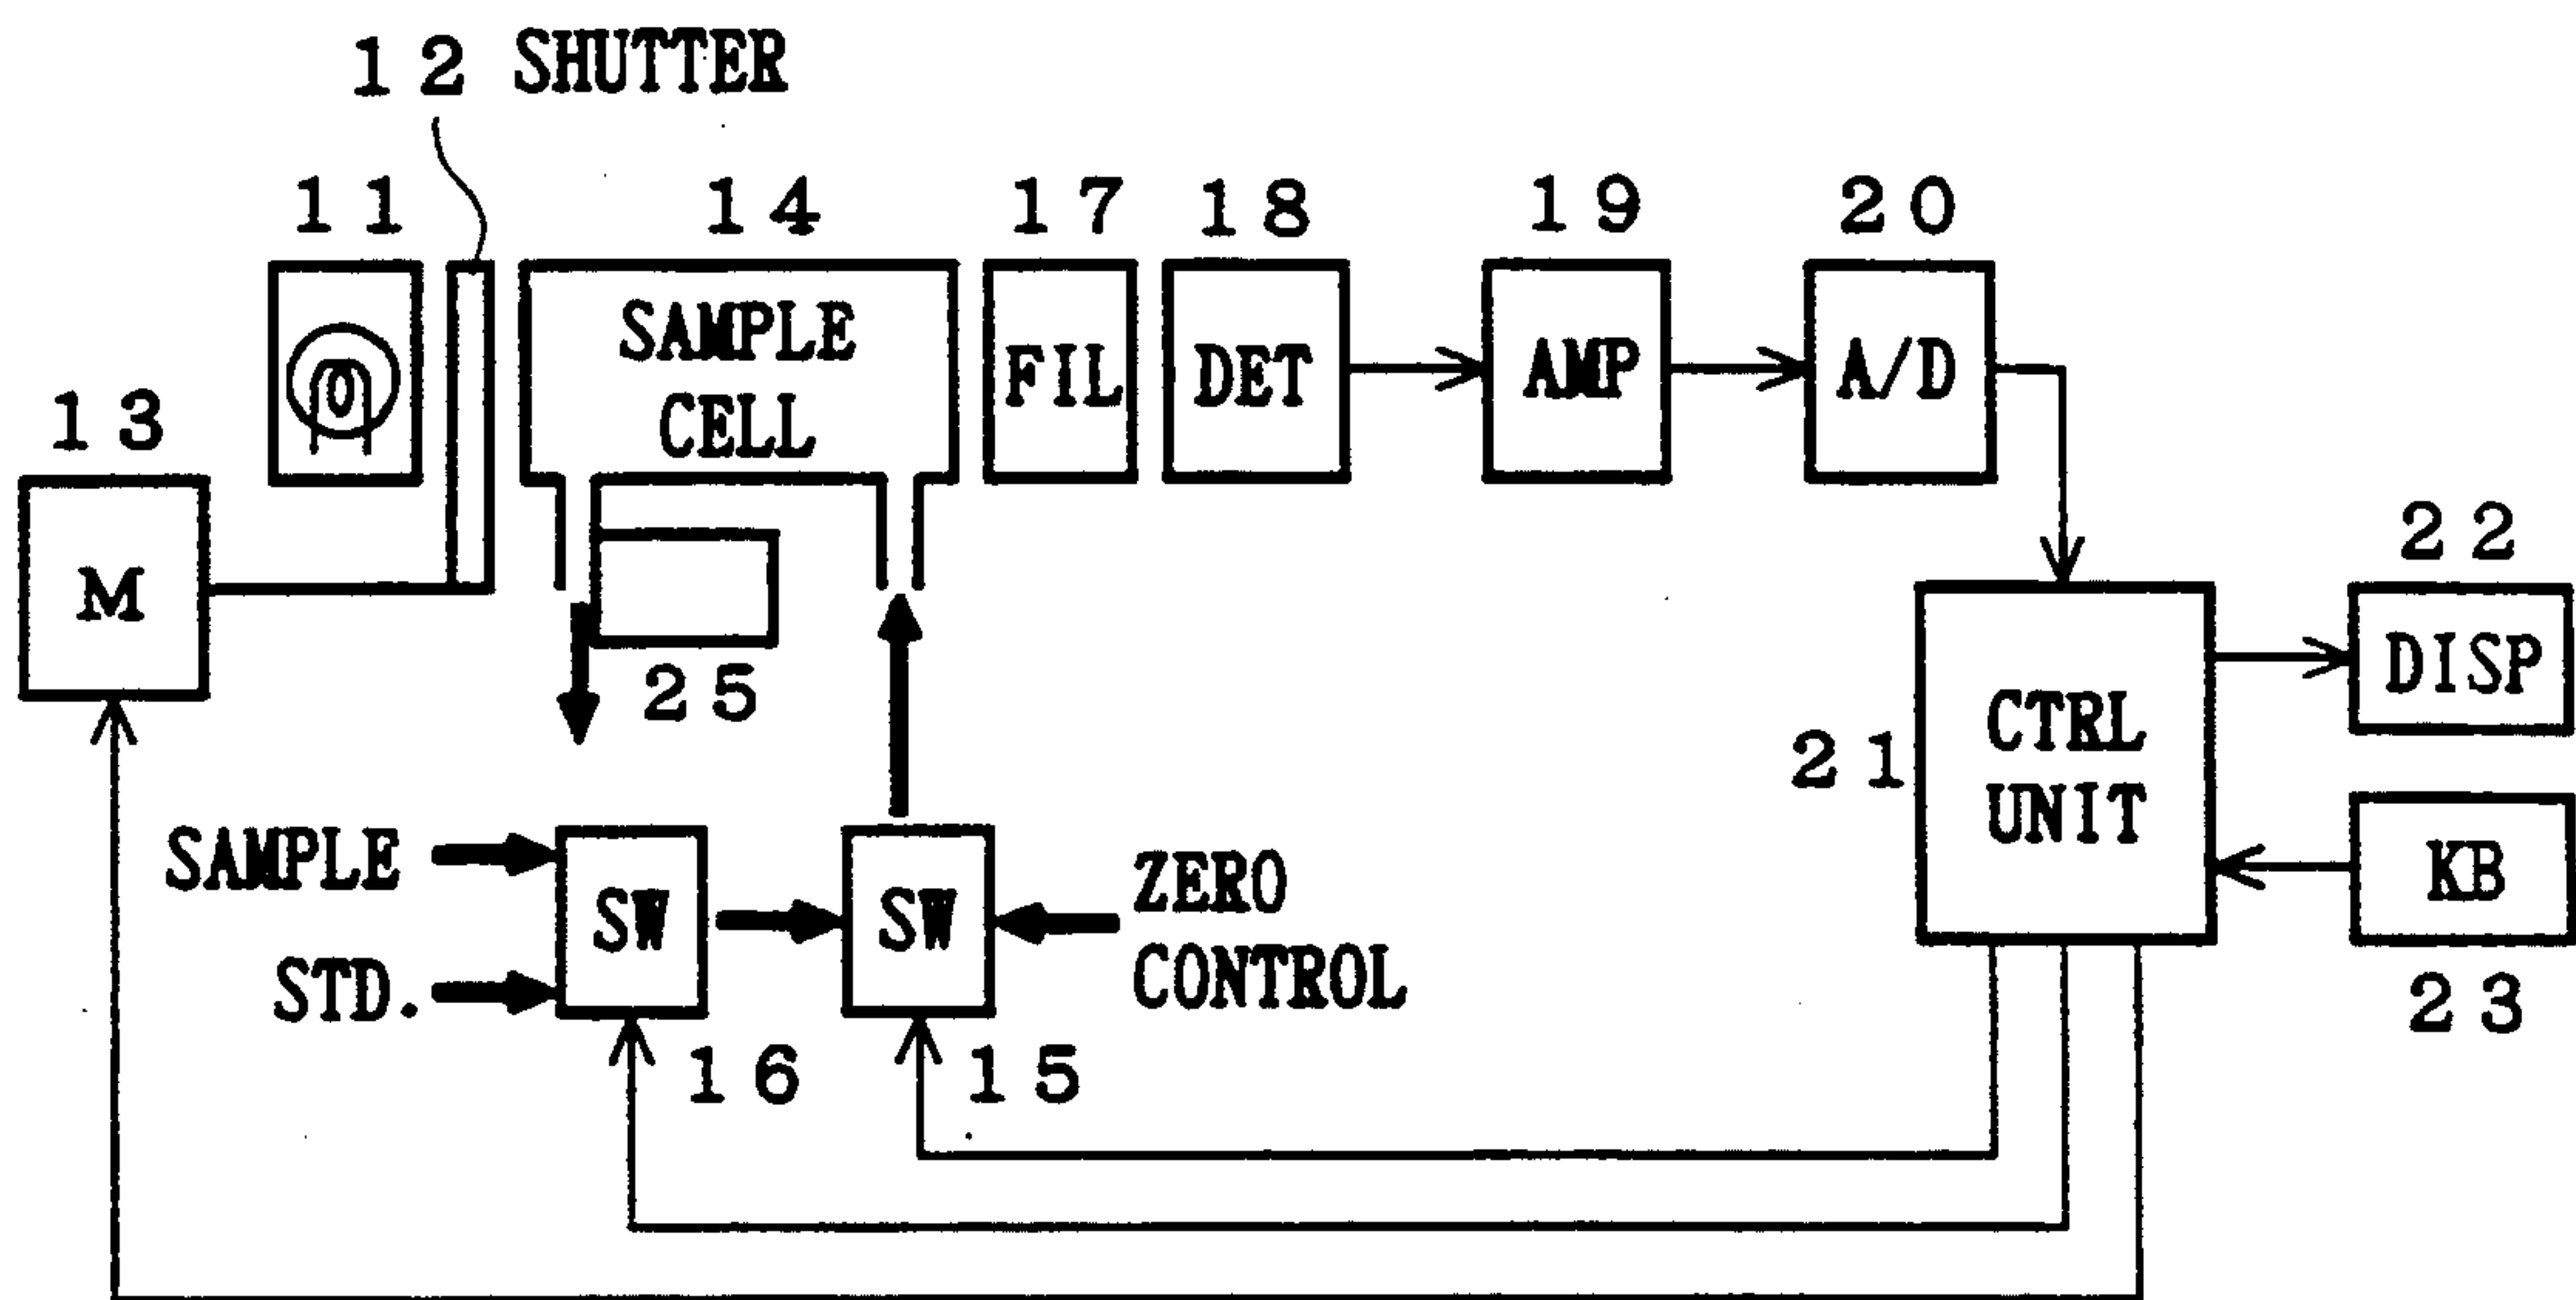 12 SHUTTER
11
14
17
18
19
20
13
SAMPLE
CELL
FIL
DET
AMP
A/D
M
25
22
DISP
21
CTRL
UNIT
KB
23
SAMPLE
STD.
SW
SW
ZERO
CONTROL
16
15